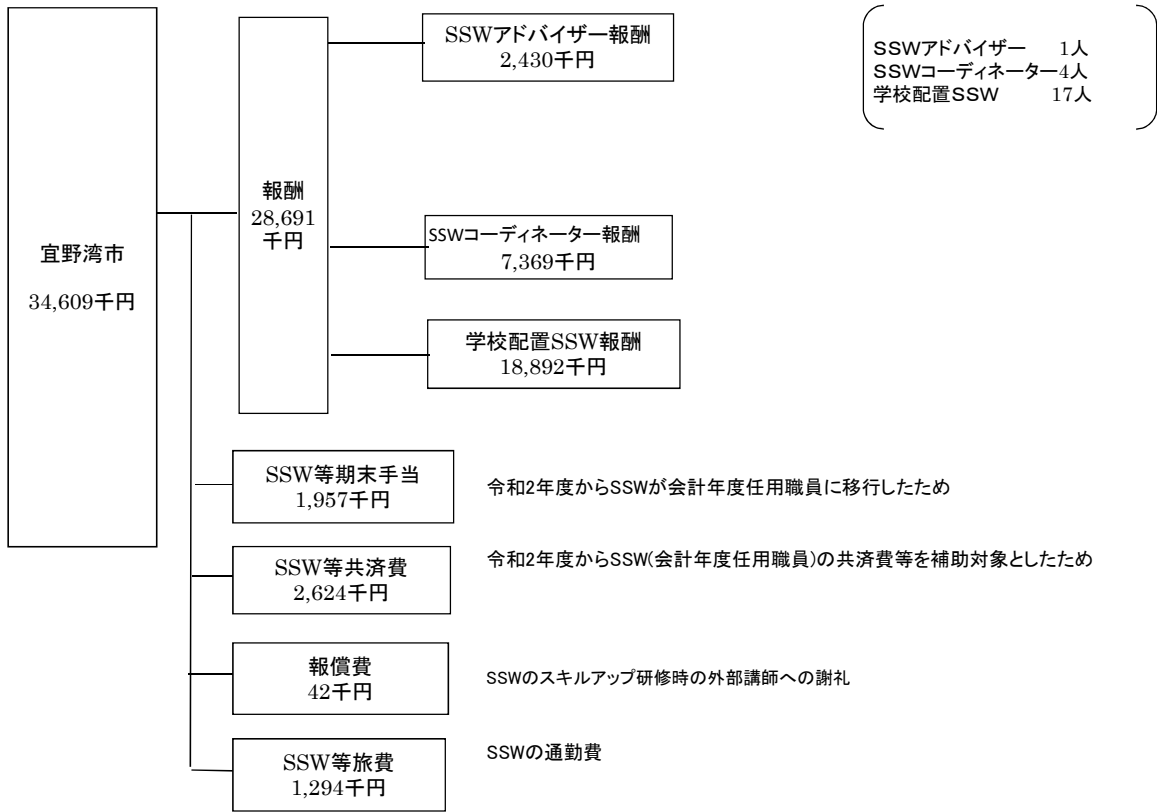 SSWアドバイザー報酬
2,430千円
SSWアドバイザー　　1人
SSWコーディネーター4人
学校配置SSW　　　17人
宜野湾市
34,609千円
報酬
28,691
千円
SSWコーディネーター報酬
7,369千円
学校配置SSW報酬
18,892千円
SSW等期末手当
1,957千円
令和2年度からSSWが会計年度任用職員に移行したため
SSW等共済費
2,624千円
令和2年度からSSW(会計年度任用職員)の共済費等を補助対象としたため
報償費
42千円
SSWのスキルアップ研修時の外部講師への謝礼
SSW等旅費
1,294千円
SSWの通勤費